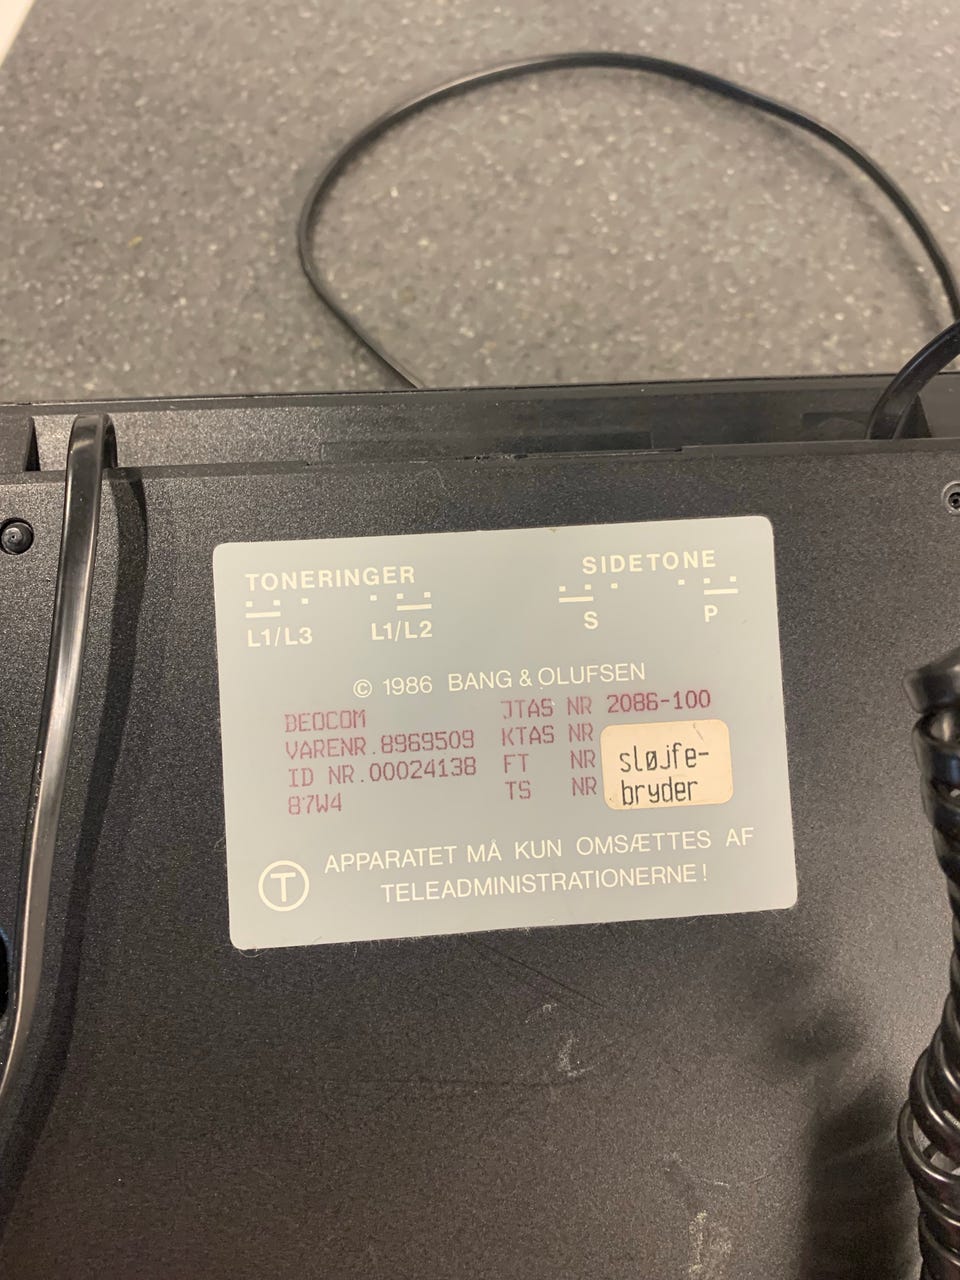 TONERINGER SIDETONE
L1/L3 L1/L2 S P
© 1986 BANG & OLUFSEN
BEOCOM JTAS NR 2086-100
VARENR.8969509 KTAS NR
ID NR.00024138 FT NR
87W4 TS NR
sløjfe-
bryder
T
APPARATET MÅ KUN OMSÆTTES AF
TELEADMINISTRATIONERNE!